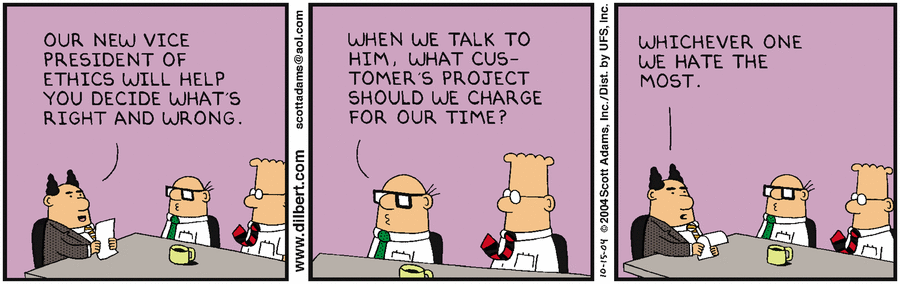 OUR NEW VICE
PRESIDENT OF
ETHICS WILL HELP
YOU DECIDE WHAT'S
RIGHT AND WRONG.
www.dilbert.com scottadams@aol.com
WHEN WE TALK TO
HIM, WHAT CUS-
TOMER'S PROJECT
SHOULD WE CHARGE
FOR OUR TIME?
10-15-04 ©2004 Scott Adams, Inc./Dist. by UFS, Inc.
WHICHEVER ONE
WE HATE THE
MOST.